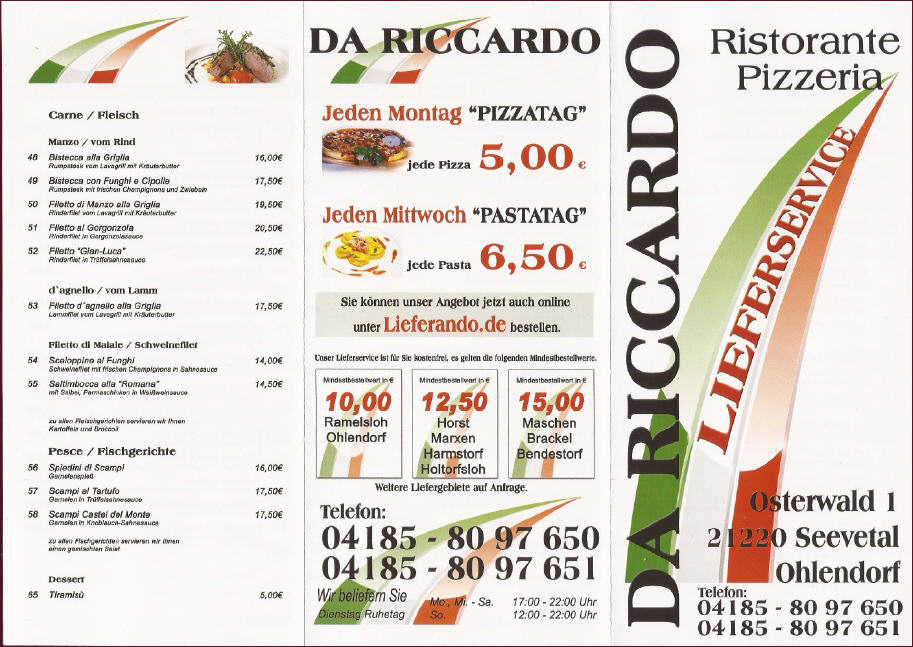 Carne / Fleisch
Manzo / vom Rind
48 Bistecca alla Griglia 16,00€
Rumpsteak vom Lavagrill mit Kräuterbutter
49 Bistecca con Funghi e Cipolle 17,50€
Rumpsteak mit frischen Champignons und Zwiebeln
50 Filetto di Manzo alla Griglia 19,50€
Rinderfilet vom Lavagrill mit Kräuterbutter
51 Filetto al Gorgonzola 20,50€
Rinderfilet in Gorgonzolasauce
52 Filetto "Gian-Luca" 22,50€
Rinderfilet in Trüffelsahnesauce
d`agnello / vom Lamm
53 Filetto d`agnello alla Griglia 17,50€
Lammfilet vom Lavagrill mit Kräuterbutter
Filetto di Maiale / Schweinefilet
54 Scaloppine al Funghi 14,00€
Schweinefilet mit frischen Champignons in Sahnesauce
55 Saltimbocca alla "Romana" 14,50€
mit Salbei, Parmaschinken in Weißweinsauce
zu allen Fleischgerichten servieren wir Ihnen
Kartoffeln und Broccoli
Pesce / Fischgerichte
56 Spiedini di Scampi 16,00€
Garnelenspieß
57 Scampi al Tartufo 17,50€
Garnelen in Trüffelsahnesauce
58 Scampi Castel del Monte 17,50€
Garnelen in Knoblauch-Sahnesauce
zu allen Fischgerichten servieren wir Ihnen
einen gemischten Salat
Dessert
65 Tiramisù 5,00€
DA RICCARDO
Jeden Montag "PIZZATAG"
jede Pizza 5,00 €
Jeden Mittwoch "PASTATAG"
jede Pasta 6,50 €
Sie können unser Angebot jetzt auch online
unter Lieferando.de bestellen.
Unser Lieferservice ist für Sie kostenfrei, es gelten die folgenden Mindestbestellwerte.
Mindestbestellwert in €
10,00
Ramelsloh
Ohlendorf
Mindestbestellwert in €
12,50
Horst
Marxen
Harmstorf
Holtorfsloh
Mindestbestellwert in €
15,00
Maschen
Brackel
Bendestorf
Weitere Liefergebiete auf Anfrage.
Telefon:
04185 - 80 97 650
04185 - 80 97 651
Wir beliefern Sie
Dienstag Ruhetag
Mo., Mi. - Sa. 17:00 - 22:00 Uhr
So. 12:00 - 22:00 Uhr
DA RICCARDO
Ristorante
Pizzeria
LIEFERSERVICE
Osterwald 1
21220 Seevetal
Ohlendorf
Telefon:
04185 - 80 97 650
04185 - 80 97 651